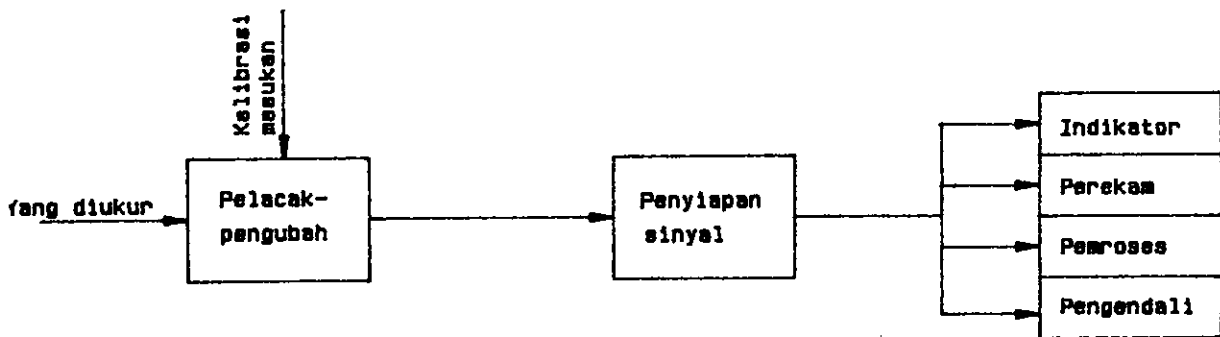 Kalibrasi
masukan
Yang diukur
Pelacak-
pengubah
Penyiapan
sinyal
Indikator
Perekam
Pemroses
Pengendali